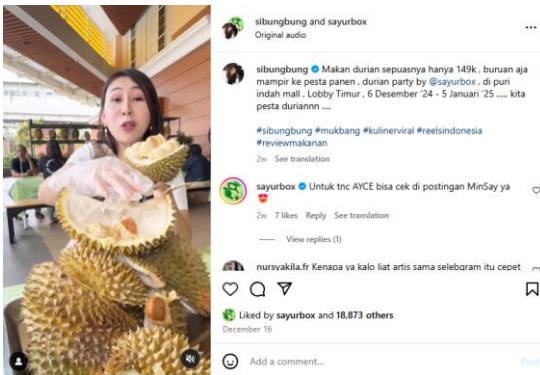 sibungbung and sayurbox
Original audio
sibungbung Makan durian sepuasnya hanya 149k , buruan aja
mampir ke pesta panen , durian party by @sayurbox , di puri
indah mall , Lobby Timur , 6 Desember '24 - 5 Januari '25 ..... kita
pesta duriannn ....
#sibungbung #mukbang #kulinerviral #reelsindonesia
#reviewmakanan
2w See translation
sayurbox Untuk tnc AYCE bisa cek di postingan MinSay ya
😍
2w 7 likes Reply See translation
View replies (1)
nursyakila.fr Kenapa ya kalo liat artis sama selebgram itu cepet
Liked by sayurbox and 18,873 others
December 16
Add a comment...
Post